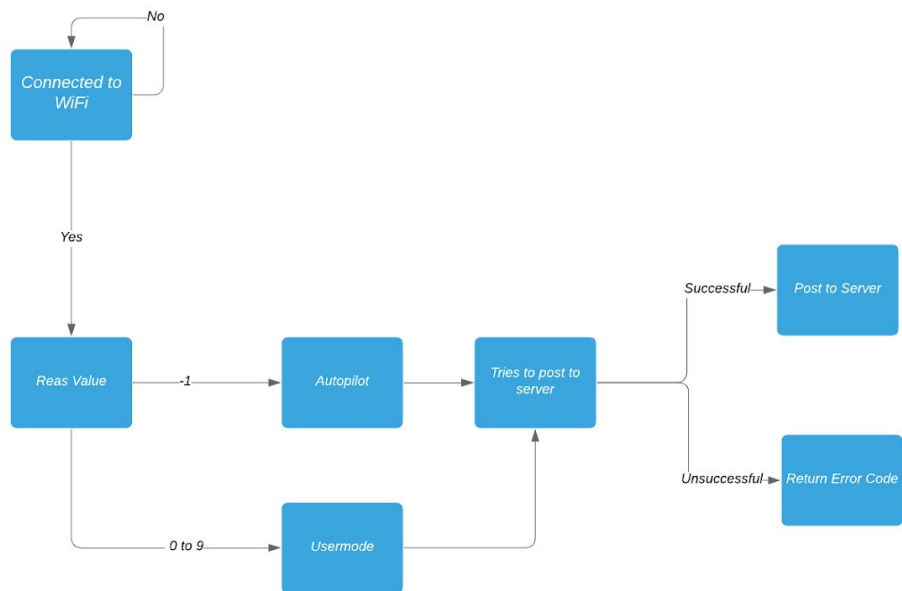 No
Connected to
WiFi
Yes
Successful
Post to Server
Reas Value
-1
Autopilot
Tries to post to
server
Unsuccessful
Return Error Code
0 to 9
Usermode